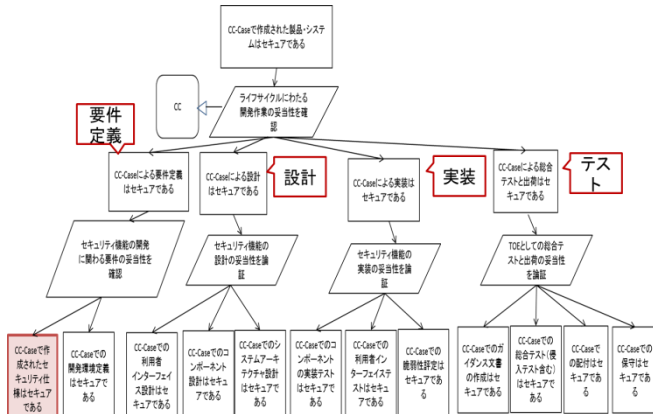 CC-Caseで作成された製品・システム
はセキュアである
CC
ライフサイクルにわたる
開発作業の妥当性を確
認
要件
定義
CC-Caseによる要件定義
はセキュアである
CC-Caseによる設計
はセキュアである
設計
CC-Caseによる実装は
セキュアである
実装
CC-Caseによる総合
テストと出荷はセ
キュアである
テス
ト
セキュリティ機能の開発
に関わる要件の妥当性を
確認
セキュリティ機能の
設計の妥当性を論
証
セキュリティ機能の
実装の妥当性を論
証
TOEとしての総合テ
ストと出荷の妥当性
を論証
CC-Caseで作
成されたセ
キュリティ仕
様はセキュア
である
CC-Caseでの
開発環境定義
はセキュアで
ある
CC-Caseでの
利用者
インターフェイ
ス設計はセキュ
アである
CC-Caseでのコ
ンポーネント
設計はセキュ
アである
CC-Caseでのシ
ステムアーキ
テクチャ設計は
セキュアであ
る
CC-Caseでのコ
ンポーネント
の実装テスト
はセキュアで
ある
CC-Caseでの
利用者インター
フェイステス
トはセキュア
である
CC-Caseでの
脆弱性評定は
セキュアである
CC-Caseでのガ
イダンス文書
の作成はセキュ
アである
CC-Caseでの
総合テスト(侵
入テスト含む)
はセキュアで
ある
CC-Caseで
の配付はセ
キュアであ
る
CC-Caseでの
保守はセキュ
アである